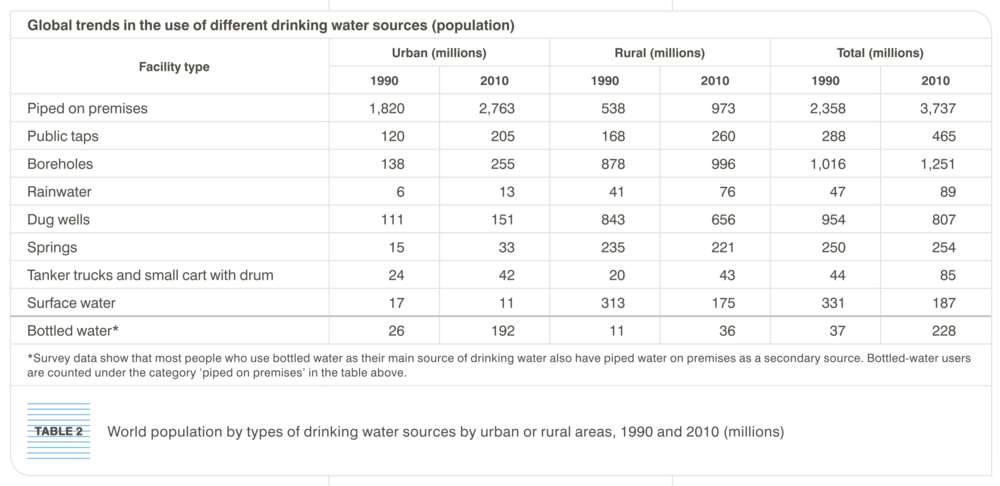 Global trends in the use of different drinking water sources (population)
Facility type Urban (millions) Rural (millions) Total (millions)
1990 2010 1990 2010 1990 2010
Piped on premises 1,820 2,763 538 973 2,358 3,737
Public taps 120 205 168 260 288 465
Boreholes 138 255 878 996 1,016 1,251
Rainwater 6 13 41 76 47 89
Dug wells 111 151 843 656 954 807
Springs 15 33 235 221 250 254
Tanker trucks and small cart with drum 24 42 20 43 44 85
Surface water 17 11 313 175 331 187
Bottled water* 26 192 11 36 37 228
*Survey data show that most people who use bottled water as their main source of drinking water also have piped water on premises as a secondary source. Bottled-water users
are counted under the category ‘piped on premises’ in the table above.
TABLE 2 World population by types of drinking water sources by urban or rural areas, 1990 and 2010 (millions)